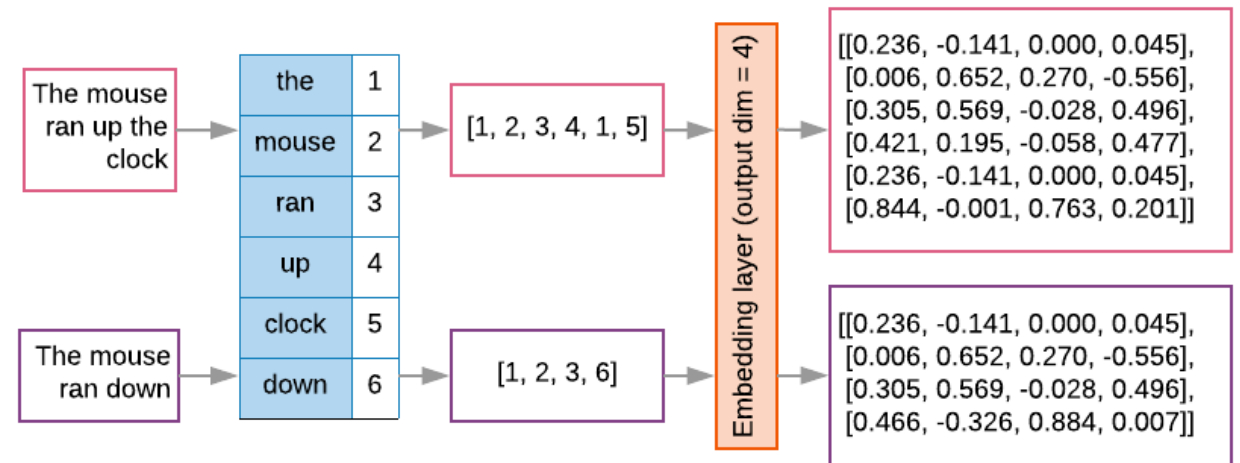 The mouse
ran up the
clock
the 1
mouse 2
ran 3
up 4
clock 5
down 6
[1, 2, 3, 4, 1, 5]
Embedding layer (output dim = 4)
[[0.236, -0.141, 0.000, 0.045],
[0.006, 0.652, 0.270, -0.556],
[0.305, 0.569, -0.028, 0.496],
[0.421, 0.195, -0.058, 0.477],
[0.236, -0.141, 0.000, 0.045],
[0.844, -0.001, 0.763, 0.201]]
The mouse
ran down
[1, 2, 3, 6]
[[0.236, -0.141, 0.000, 0.045],
[0.006, 0.652, 0.270, -0.556],
[0.305, 0.569, -0.028, 0.496],
[0.466, -0.326, 0.884, 0.007]]